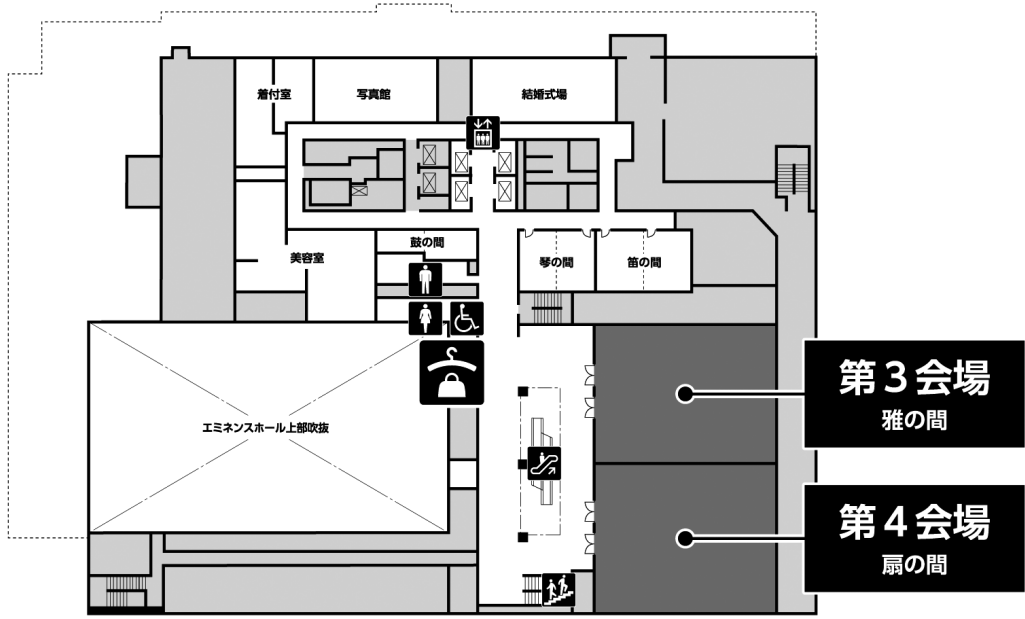 着付室
写真館
結婚式場
鼓の間
美容室
琴の間
笛の間
エミネンスホール上部吹抜
第3会場
雅の間
第4会場
扇の間